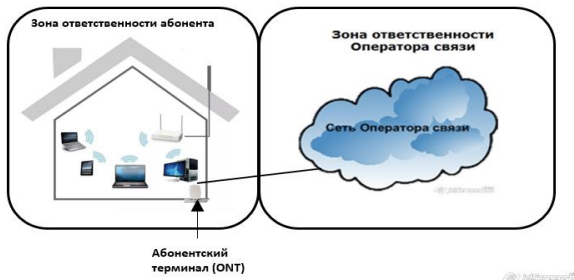 Зона ответственности абонента
Зона ответственности
Оператора связи
Сеть Оператора связи
Абонентский
терминал (ONT)